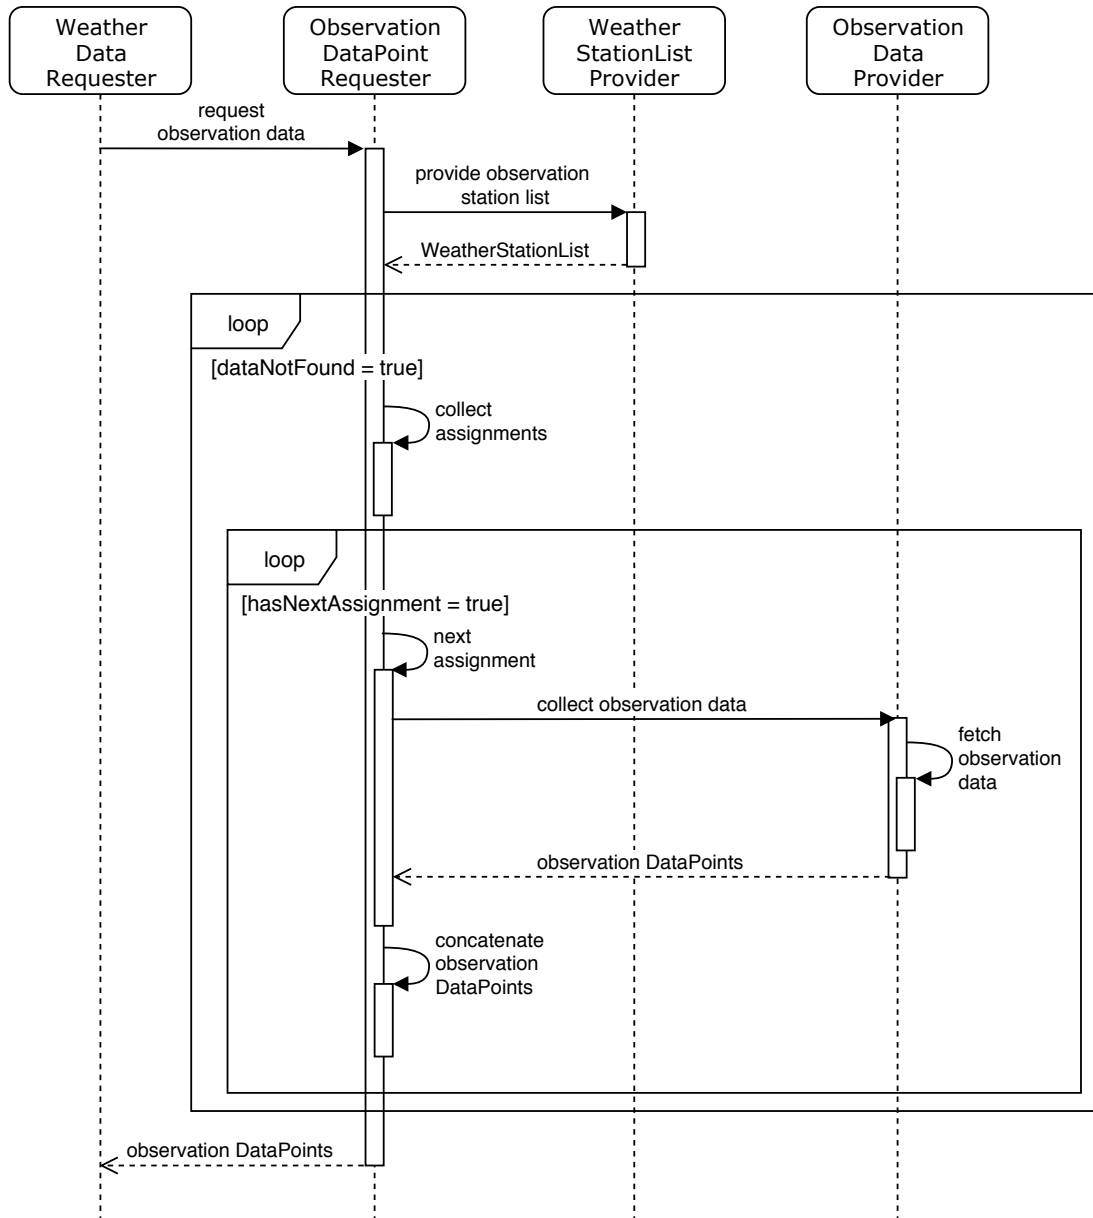 Weather
Data
Requester
Observation
DataPoint
Requester
Weather
StationList
Provider
Observation
Data
Provider
request
observation data
provide observation
station list
WeatherStationList
loop
[dataNotFound = true]
collect
assignments
loop
[hasNextAssignment = true]
next
assignment
collect observation data
fetch
observation
data
observation DataPoints
concatenate
observation
DataPoints
observation DataPoints